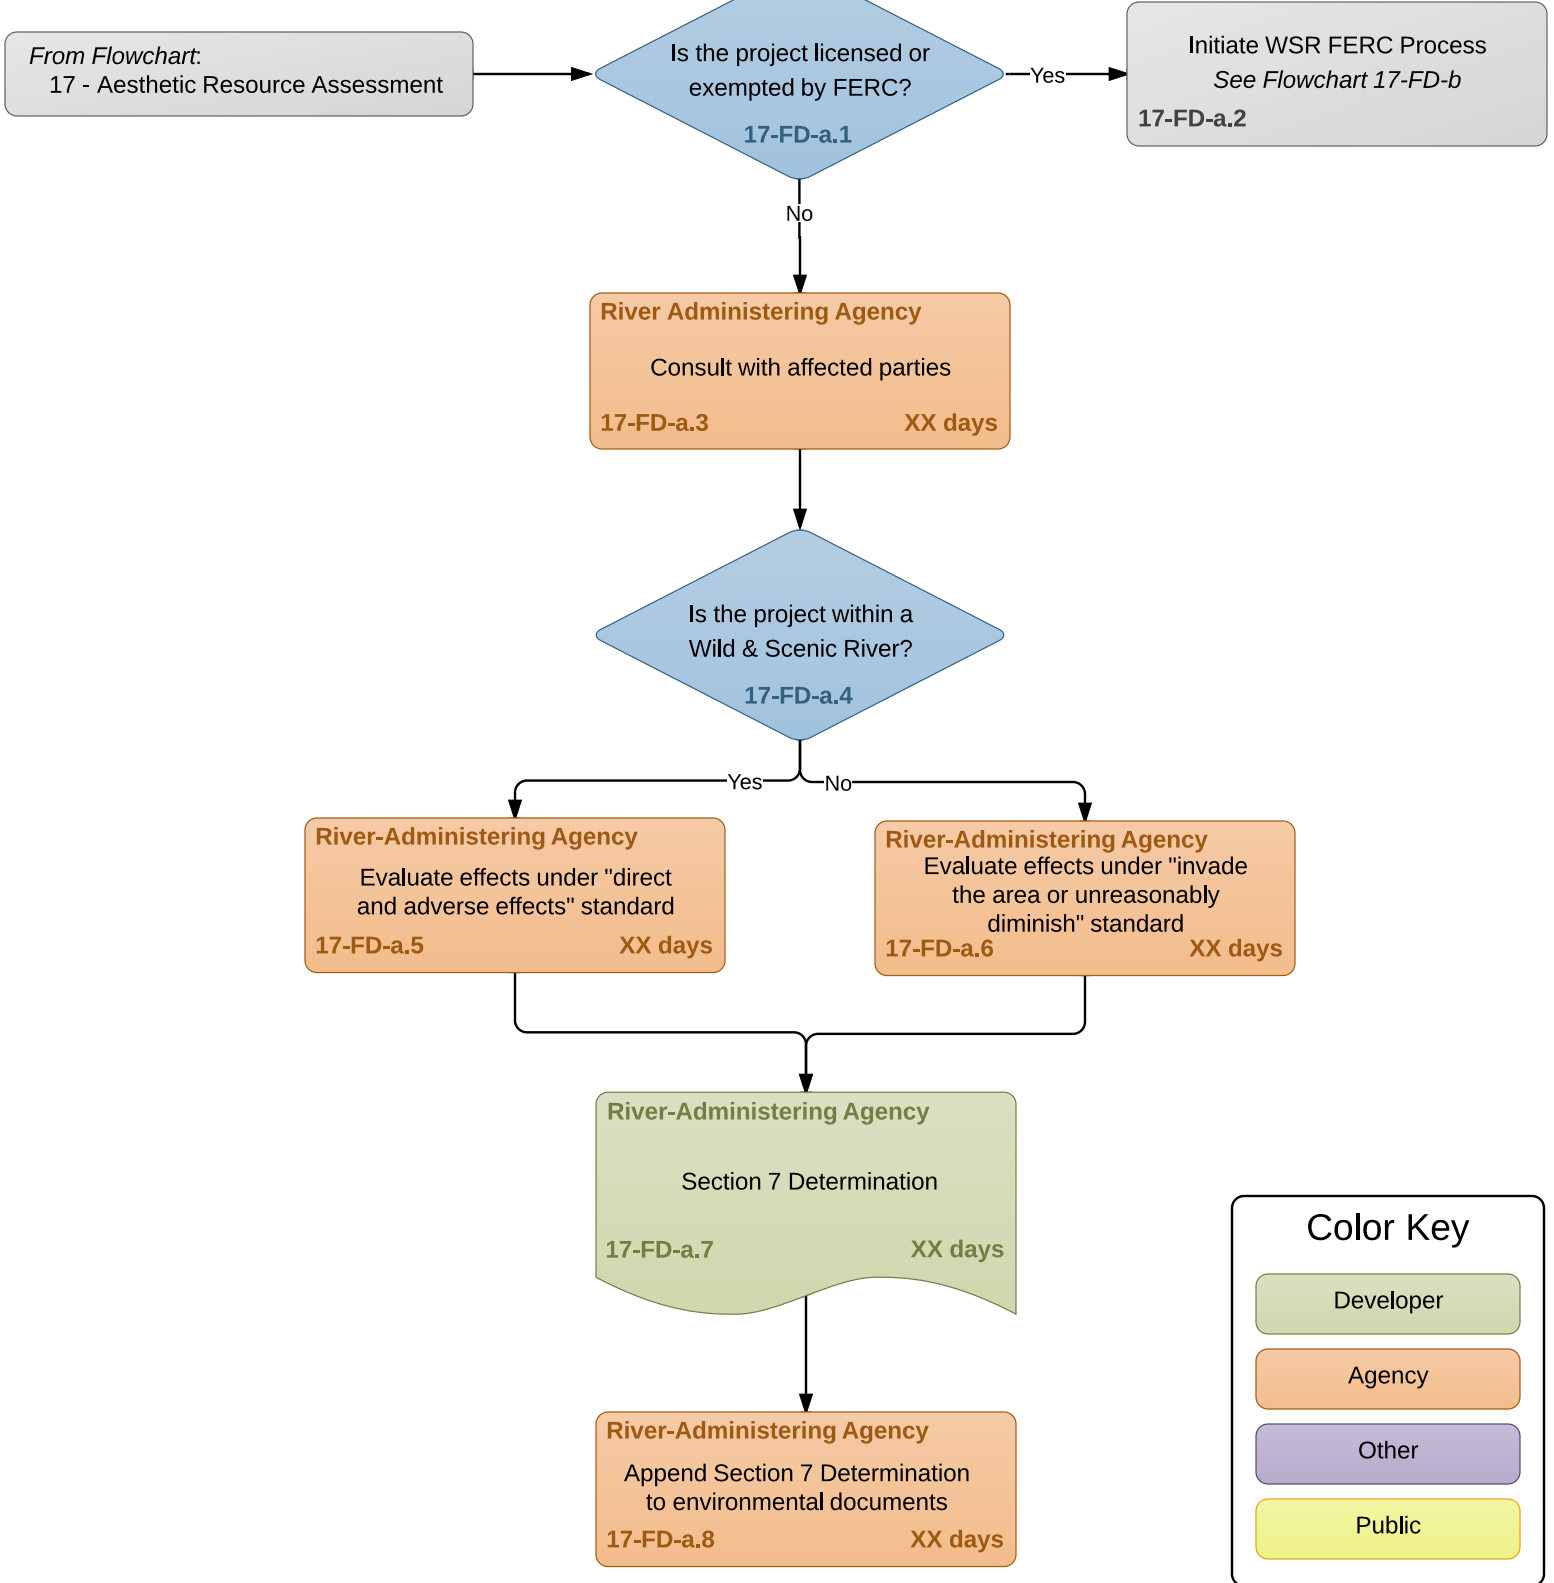 From Flowchart:
17 - Aesthetic Resource Assessment
Is the project licensed or
exempted by FERC?
17-FD-a.1
Yes
Initiate WSR FERC Process
See Flowchart 17-FD-b
17-FD-a.2
No
River Administering Agency
Consult with affected parties
17-FD-a.3 XX days
Is the project within a
Wild & Scenic River?
17-FD-a.4
Yes
No
River-Administering Agency
Evaluate effects under "direct
and adverse effects" standard
17-FD-a.5 XX days
River-Administering Agency
Evaluate effects under "invade
the area or unreasonably
diminish" standard
17-FD-a.6 XX days
River-Administering Agency
Section 7 Determination
17-FD-a.7 XX days
River-Administering Agency
Append Section 7 Determination
to environmental documents
17-FD-a.8 XX days
Color Key
Developer
Agency
Other
Public